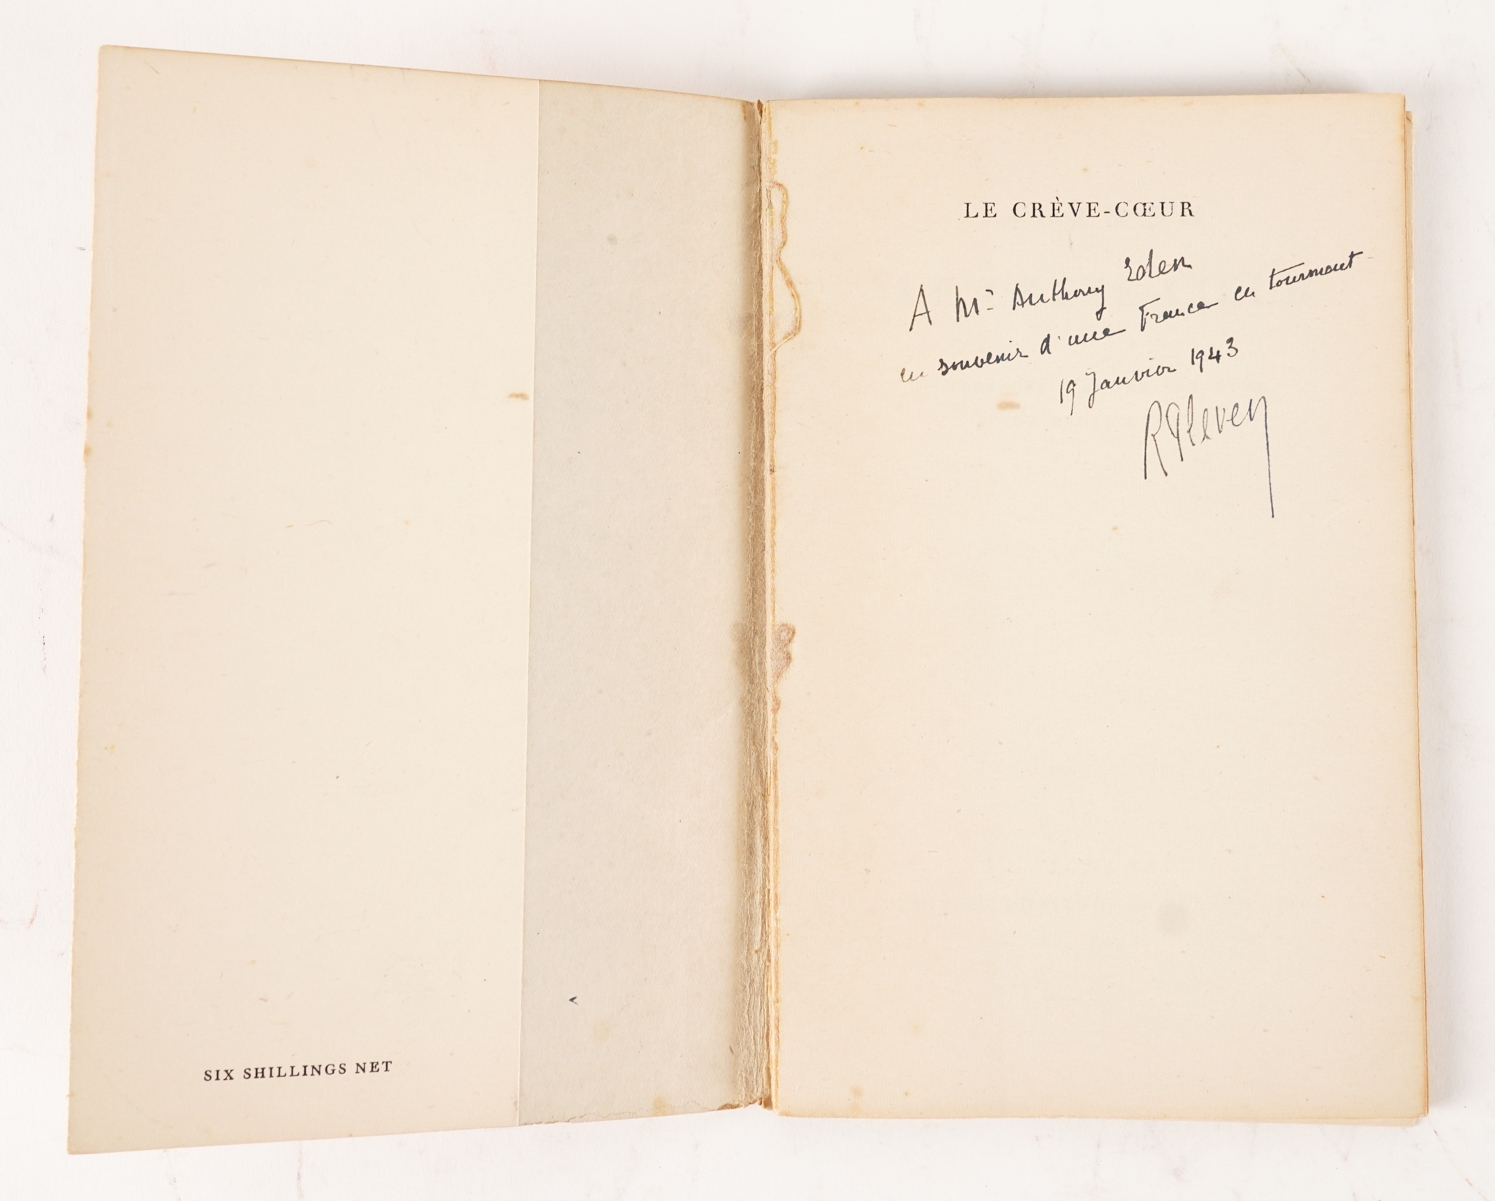 SIX SHILLINGS NET
LE CRÈVE-CŒUR
A Mr Anthony Eden
en souvenir d'une France en tourment
19 Janvier 1943
R Pleven